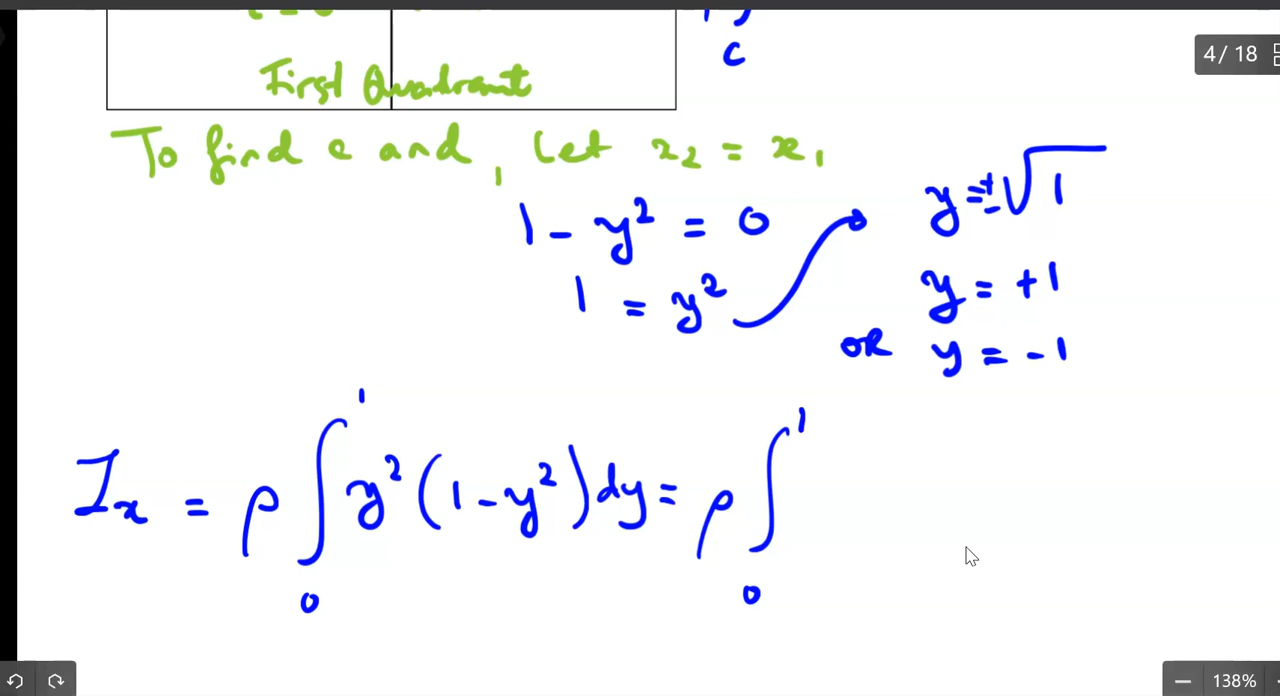 c
4 / 18
First Quadrant
To find c and , Let x₂ = x₁
1 - y² = 0
1 = y²
y = ±√1
y = +1
OR y = -1
Iₓ = ρ ∫₀¹ y² (1 - y²) dy = ρ ∫₀¹
138%